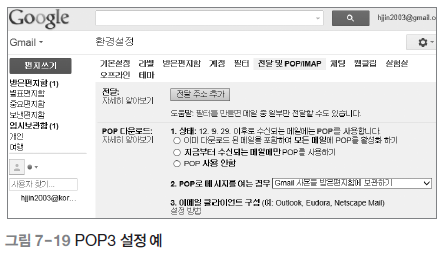 Google
hjjin2003@gmail.c
Gmail
환경설정
편지쓰기
받은편지함 (1)
별표편지함
중요편지함
보낸편지함
임시보관함 (1)
개인
여행
사용자 찾기...
hjjin2003@kor...
기본설정 라벨 받은편지함 계정 필터 전달 및 POP/IMAP 채팅 웹클립 실험실
오프라인 테마
전달:
자세히 알아보기
전달 주소 추가
도움말: 필터를 만들면 메일 중 일부만 전달할 수도 있습니다.
POP 다운로드:
자세히 알아보기
1. 상태: 12. 9. 29. 이후로 수신되는 메일에는 POP를 사용합니다.
이미 다운로드 된 메일을 포함하여 모든 메일에 POP를 활성화 하기
지금부터 수신되는 메일에만 POP를 사용하기
POP 사용 안함
2. POP로 메시지를 여는 경우 Gmail 사본을 받은편지함에 보관하기
3. 이메일 클라이언트 구성 (예: Outlook, Eudora, Netscape Mail)
설정 방법
그림 7-19 POP3 설정 예